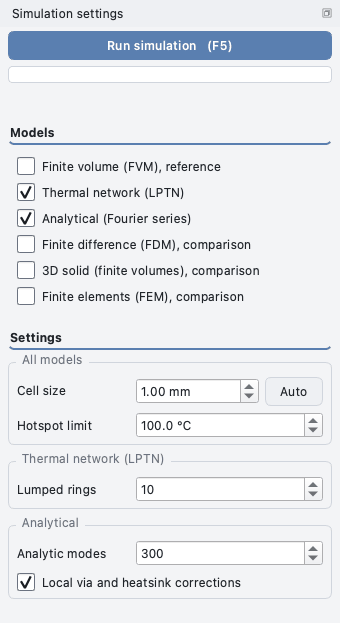 Simulation settings
Run simulation (F5)
Models
Finite volume (FVM), reference
Thermal network (LPTN)
Analytical (Fourier series)
Finite difference (FDM), comparison
3D solid (finite volumes), comparison
Finite elements (FEM), comparison
Settings
All models
Cell size 1.00 mm Auto
Hotspot limit 100.0 °C
Thermal network (LPTN)
Lumped rings 10
Analytical
Analytic modes 300
Local via and heatsink corrections